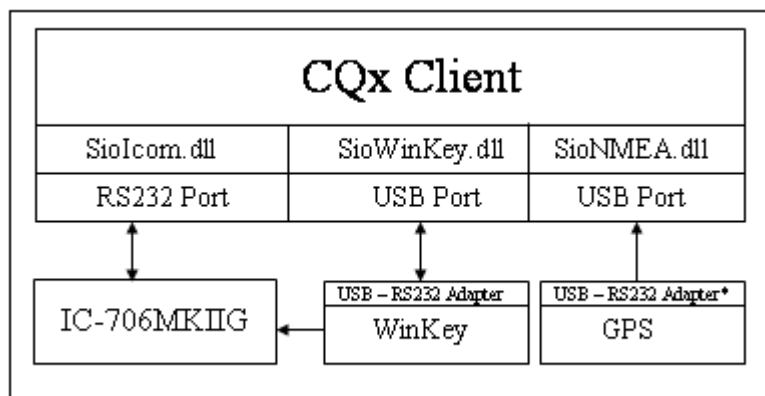 CQx Client
SioIcom.dll SioWinKey.dll SioNMEA.dll
RS232 Port USB Port USB Port
USB – RS232 Adapter USB – RS232 Adapter*
IC-706MKIIG WinKey GPS